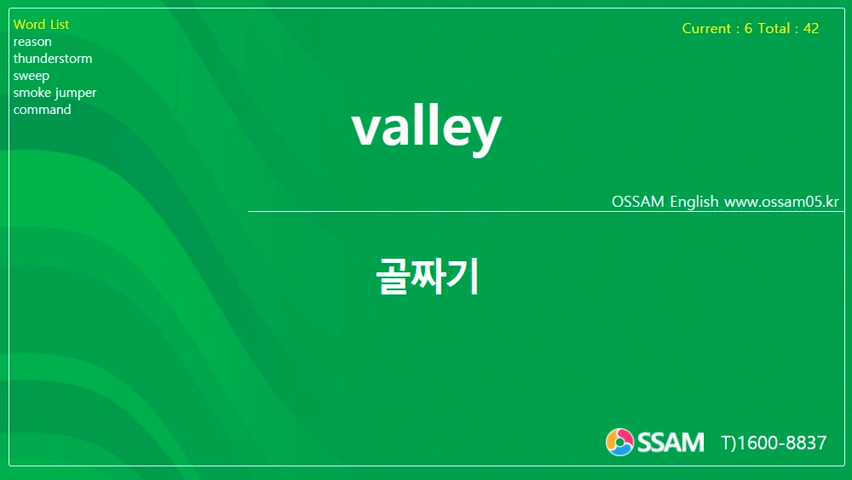 Word List
reason
thunderstorm
sweep
smoke jumper
command
Current : 6 Total : 42
valley
OSSAM English www.ossam05.kr
골짜기
OSSAM T)1600-8837